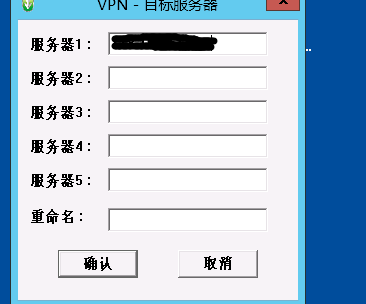 VPN - 目标服务器
服务器1：
服务器2：
服务器3：
服务器4：
服务器5：
重命名：
确认 取消